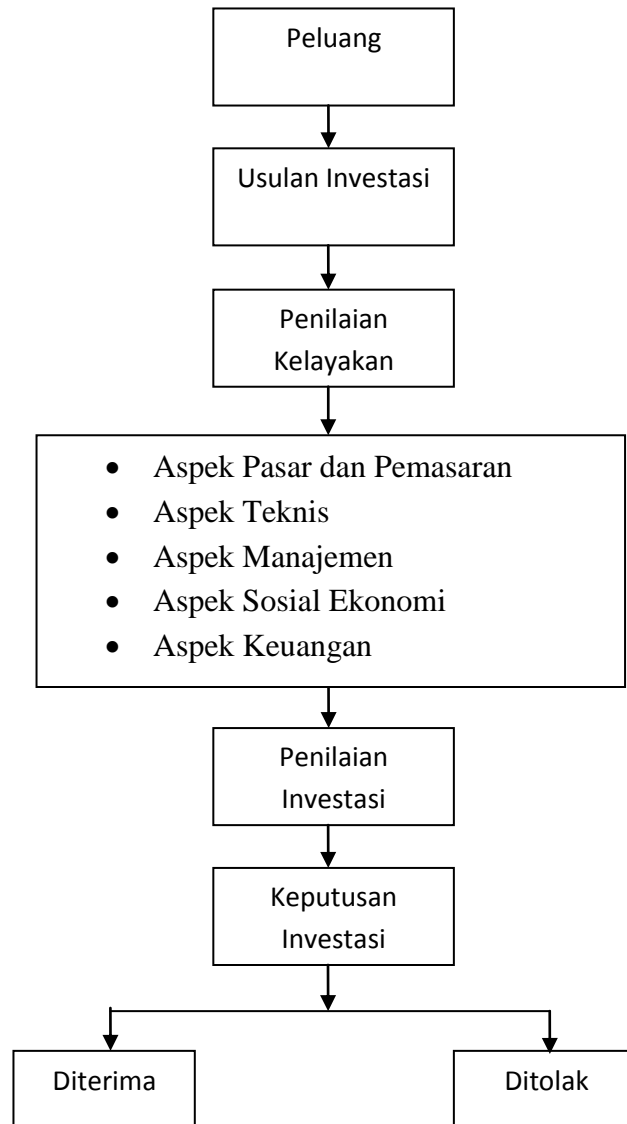 Peluang
Usulan Investasi
Penilaian
Kelayakan
• Aspek Pasar dan Pemasaran
• Aspek Teknis
• Aspek Manajemen
• Aspek Sosial Ekonomi
• Aspek Keuangan
Penilaian
Investasi
Keputusan
Investasi
Diterima
Ditolak